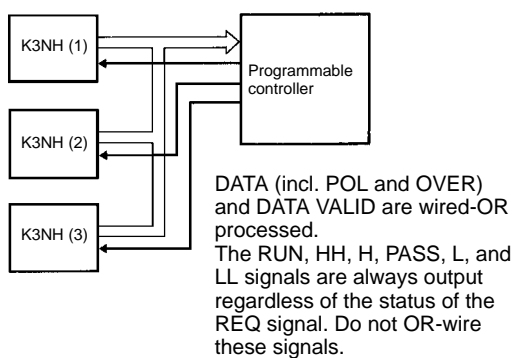 K3NH (1)
K3NH (2)
K3NH (3)
Programmable
controller
DATA (incl. POL and OVER)
and DATA VALID are wired-OR
processed.
The RUN, HH, H, PASS, L, and
LL signals are always output
regardless of the status of the
REQ signal. Do not OR-wire
these signals.